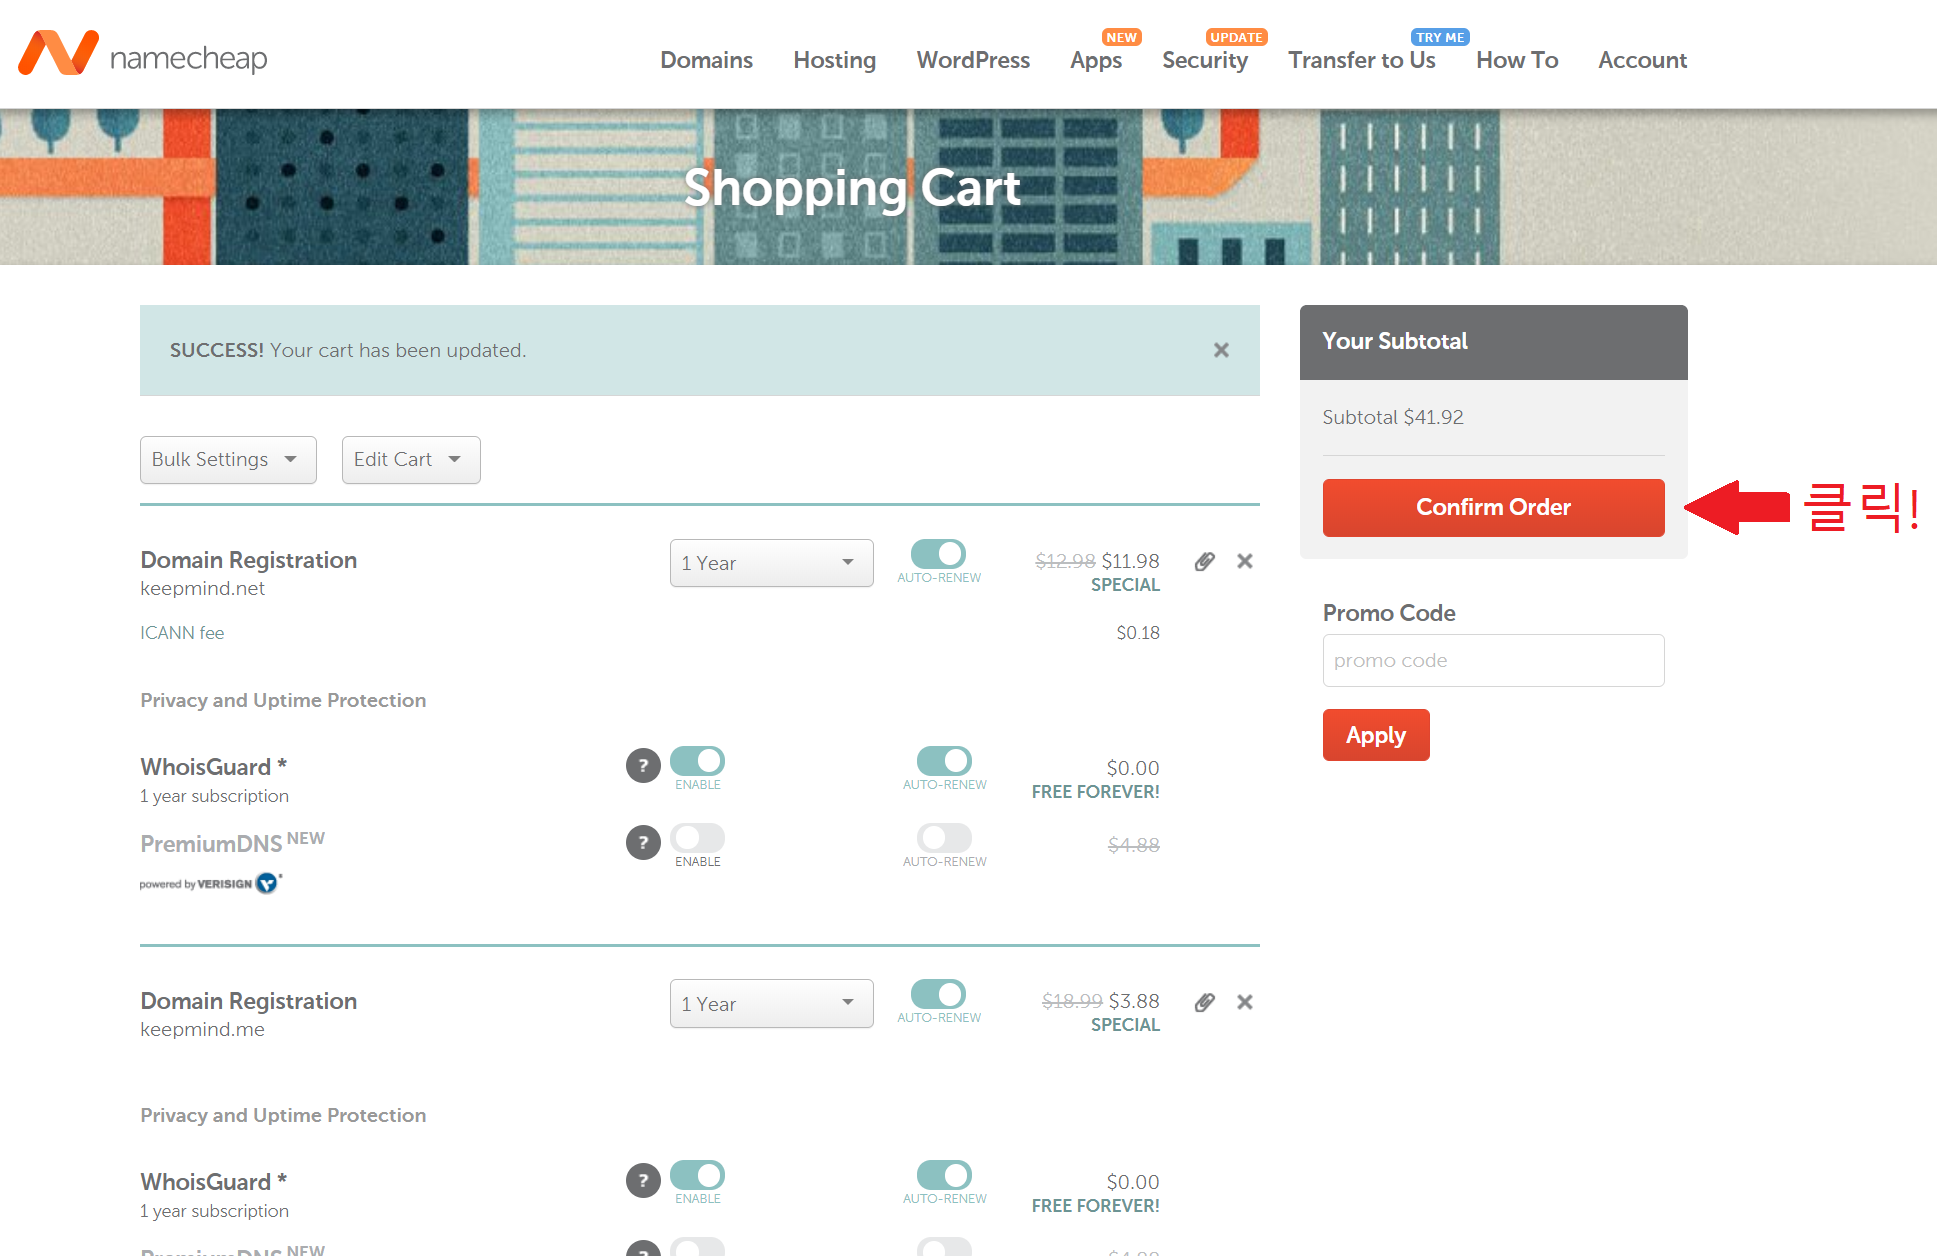 namecheap
Domains
Hosting
WordPress
NEW
Apps
UPDATE
Security
TRY ME
Transfer to Us
How To
Account
Shopping Cart
SUCCESS! Your cart has been updated.
Your Subtotal
Subtotal $41.92
Confirm Order
클릭!
Promo Code
promo code
Apply
Bulk Settings
Edit Cart
Domain Registration
keepmind.net
1 Year
AUTO-RENEW
$12.98 $11.98
SPECIAL
ICANN fee
$0.18
Privacy and Uptime Protection
WhoisGuard *
1 year subscription
?
ENABLE
AUTO-RENEW
$0.00
FREE FOREVER!
PremiumDNS NEW
powered by VERISIGN
?
ENABLE
AUTO-RENEW
$4.88
Domain Registration
keepmind.me
1 Year
AUTO-RENEW
$18.99 $3.88
SPECIAL
Privacy and Uptime Protection
WhoisGuard *
1 year subscription
?
ENABLE
AUTO-RENEW
$0.00
FREE FOREVER!
PremiumDNS NEW
?
$4.88